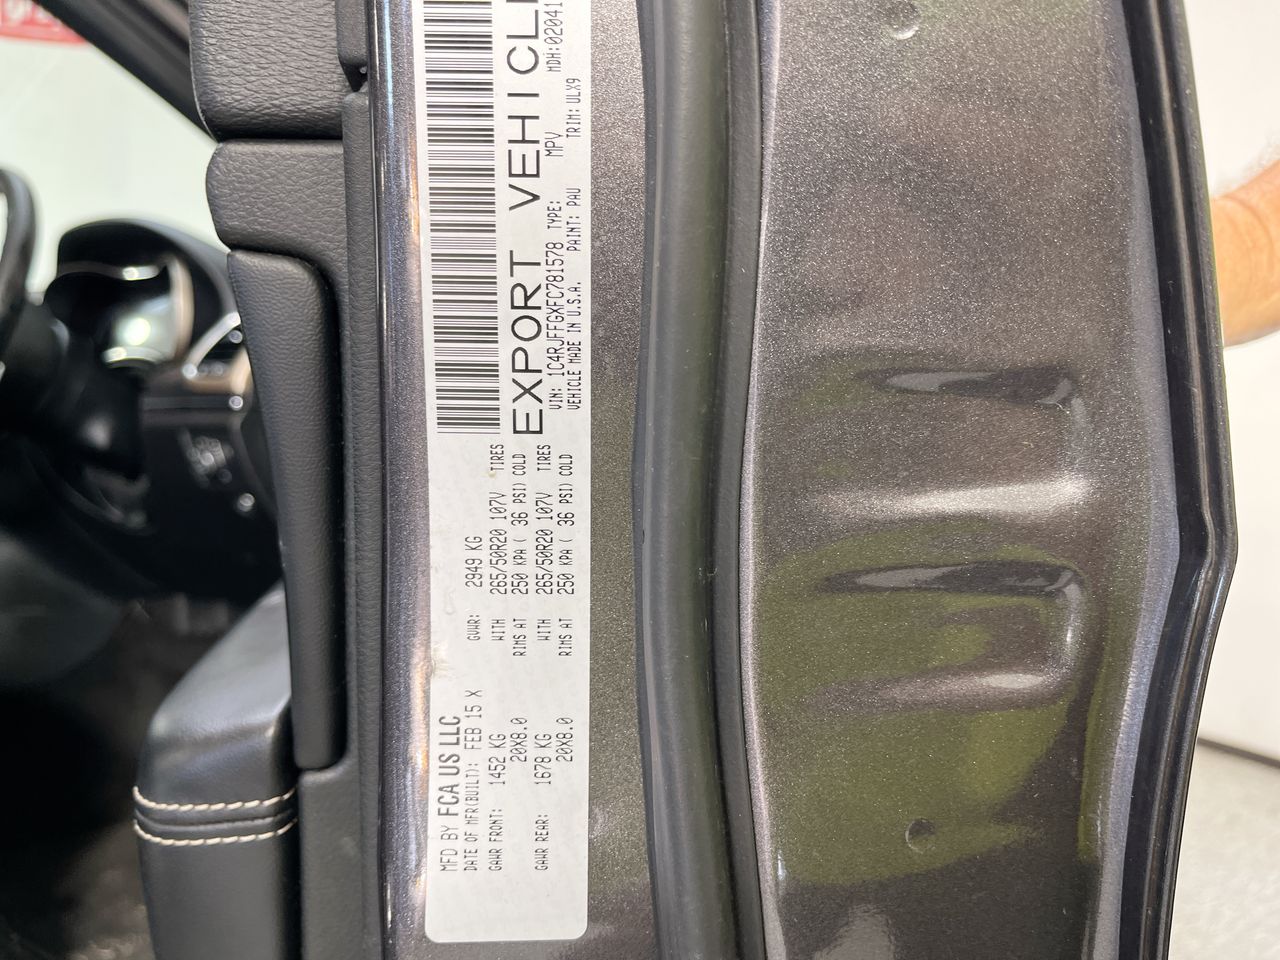 MFD BY FCA US LLC
DATE OF MFR(BUILT): FEB 15 X GVWR: 2949 KG
GAWR FRONT: 1452 KG WITH 265/50R20 107V TIRES
20X8.0 RIMS AT 250 KPA ( 36 PSI) COLD
GAWR REAR: 1678 KG WITH 265/50R20 107V TIRES
20X8.0 RIMS AT 250 KPA ( 36 PSI) COLD
EXPORT
VIN: 1C4RJFFGXFC781578 TYPE: MPV MDH:02041
VEHICLE MADE IN U.S.A. PAINT: PAU TRIM: ULX9